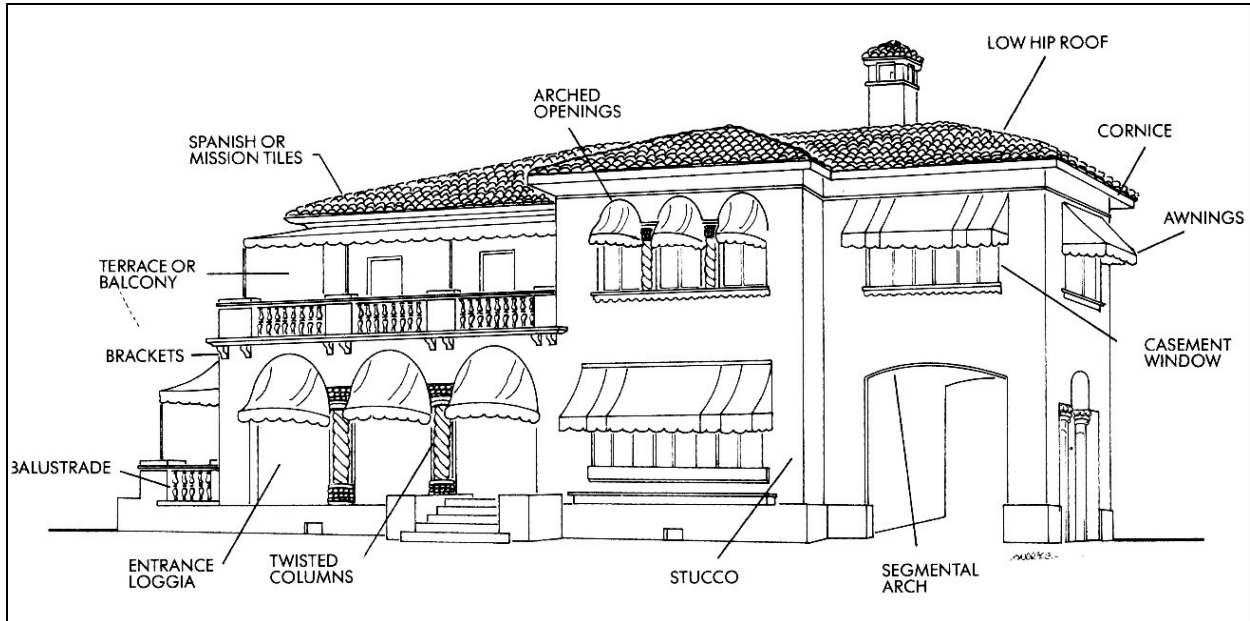 LOW HIP ROOF
ARCHED
OPENINGS
CORNICE
SPANISH OR
MISSION TILES
AWNINGS
TERRACE OR
BALCONY
BRACKETS
CASEMENT
WINDOW
BALUSTRADE
ENTRANCE
LOGGIA
TWISTED
COLUMNS
STUCCO
SEGMENTAL
ARCH